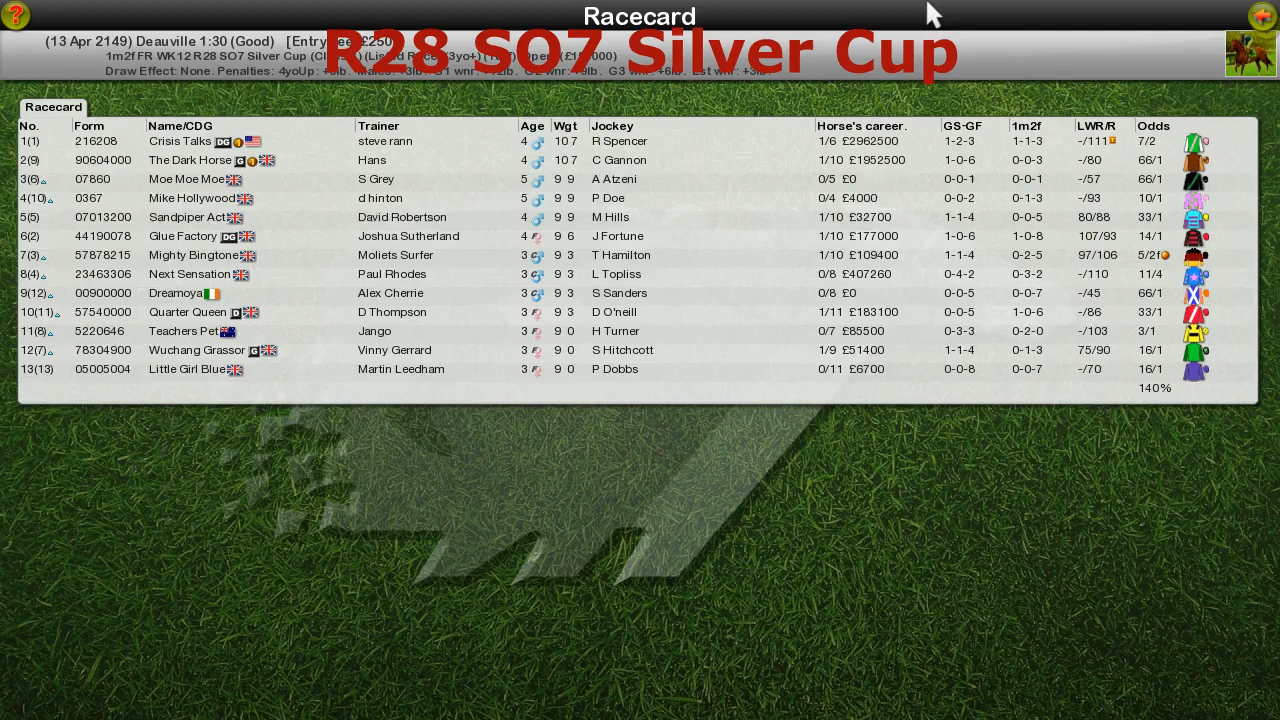 Racecard
R28 SO7 Silver Cup
(13 Apr 2149) Deauville 1:30 (Good) [Entry Fee £250
1m2f FR WK12 R28 SO7 Silver Cup
Draw Effect: None. Penalties: 4yoUp:
Racecard
No. Form Name/CDG Trainer Age Wgt Jockey Horse's career. GS-GF 1m2f LWR/R Odds
1(1) 216208 Crisis Talks DG 1 steve rann 4 10 7 R Spencer 1/6 £2962500 1-2-3 1-1-3 -/111 7/2
2(9) 90604000 The Dark Horse G 1 Hans 4 10 7 C Gannon 1/10 £1952500 1-0-3 0-0-3 -/80 66/1
3(6) 07860 Moe Moe Moe S Grey 5 9 9 A Atzeni 0/5 £0 0-0-1 0-0-1 -/57 66/1
4(10) 0367 Mike Hollywood d hinton 5 9 9 P Doe 0/4 £4000 0-0-2 0-1-3 -/93 10/1
5(5) 07013200 Sandpiper Act David Robertson 4 9 9 M Hills 1/10 £32700 1-1-4 0-0-5 80/88 33/1
6(2) 44190078 Glue Factory DG Joshua Sutherland 4 9 6 J Fortune 1/10 £177000 1-0-6 1-0-8 107/93 14/1
7(3) 57878215 Mighty Bingtone Moliets Surfer 3 9 3 T Hamilton 1/10 £109400 1-1-4 0-2-5 97/106 5/2f
8(4) 23463306 Next Sensation Paul Rhodes 3 9 3 L Topliss 0/8 £407260 0-4-2 0-3-2 -/110 11/4
9(12) 00900000 Dreamoya Alex Cherrie 3 9 3 S Sanders 0/8 £0 0-0-5 0-0-7 -/45 66/1
10(11) 57540000 Quarter Queen D D Thompson 3 9 3 D O'neill 1/11 £183100 0-0-5 1-0-6 -/86 33/1
11(8) 5220646 Teachers Pet Jango 3 9 0 H Turner 0/7 £85500 0-3-3 0-2-0 -/103 3/1
12(7) 78304900 Wuchang Grassor G Vinny Gerrard 3 9 0 S Hitchcott 1/9 £51400 1-1-4 0-1-3 75/90 16/1
13(13) 05005004 Little Girl Blue Martin Leedham 3 9 0 P Dobbs 0/11 £6700 0-0-8 0-0-7 -/70 16/1
140%